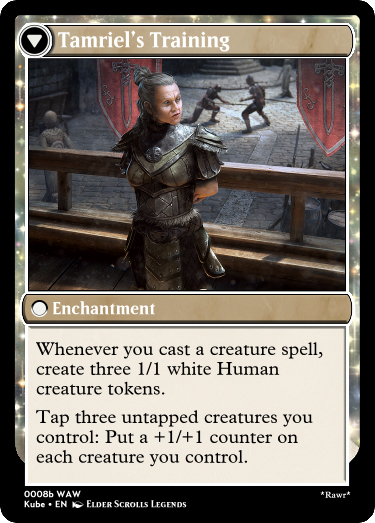 Tamriel's Training
Enchantment
Whenever you cast a creature spell,
create three 1/1 white Human
creature tokens.
Tap three untapped creatures you
control: Put a +1/+1 counter on
each creature you control.
0008b WAW
Kube • EN Elder Scrolls Legends
*Rawr*